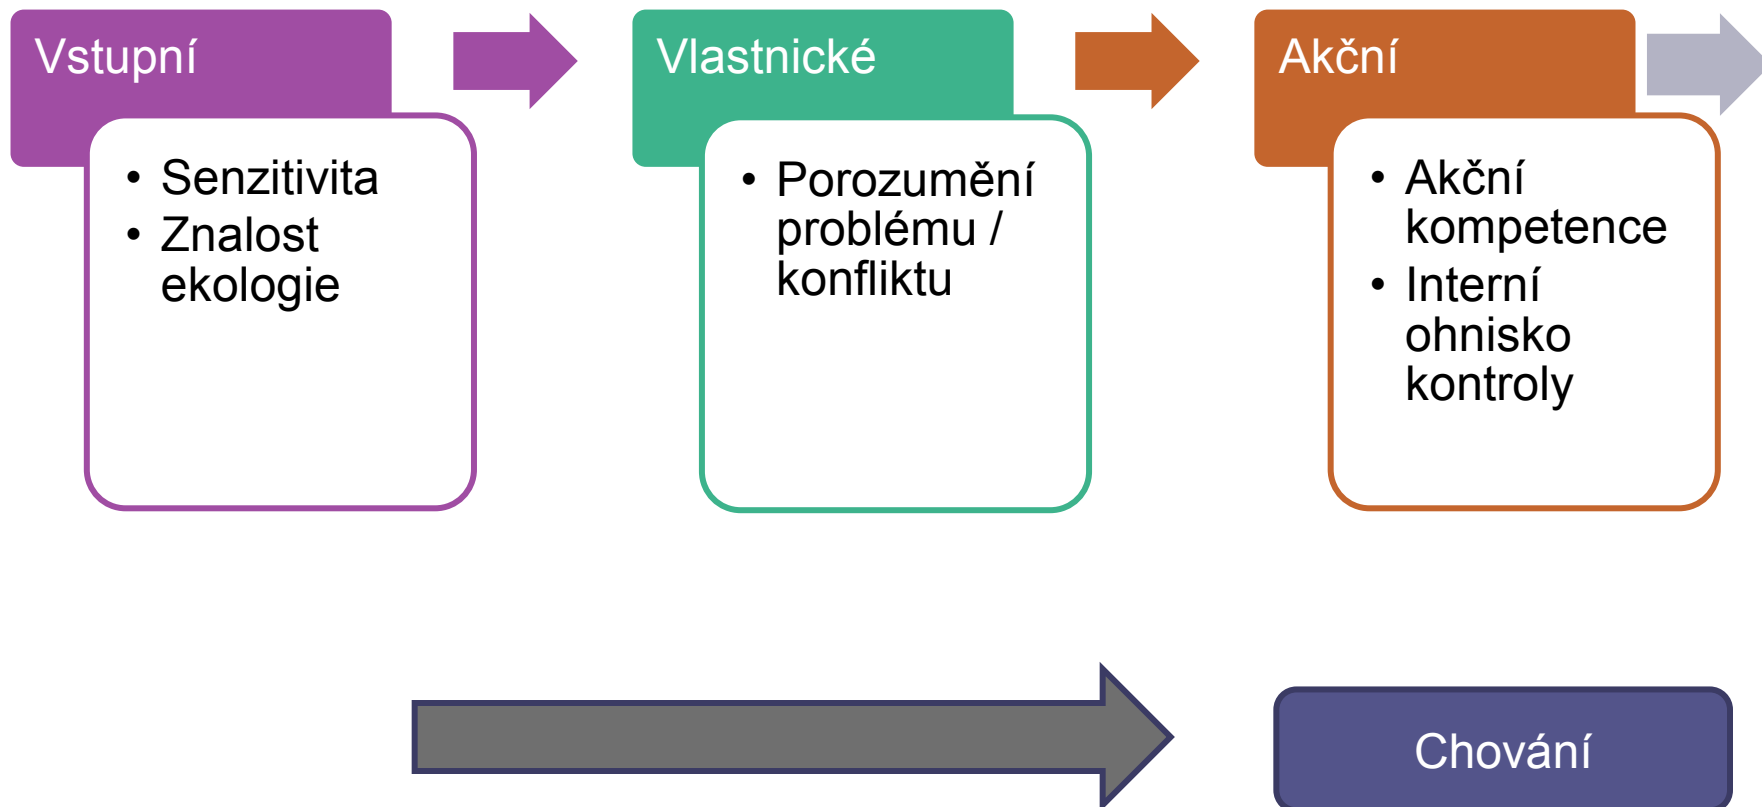 Vstupní
• Senzitivita
• Znalost
ekologie
Vlastnické
• Porozumění
problému /
konfliktu
Akční
• Akční
kompetence
• Interní
ohnisko
kontroly
Chování